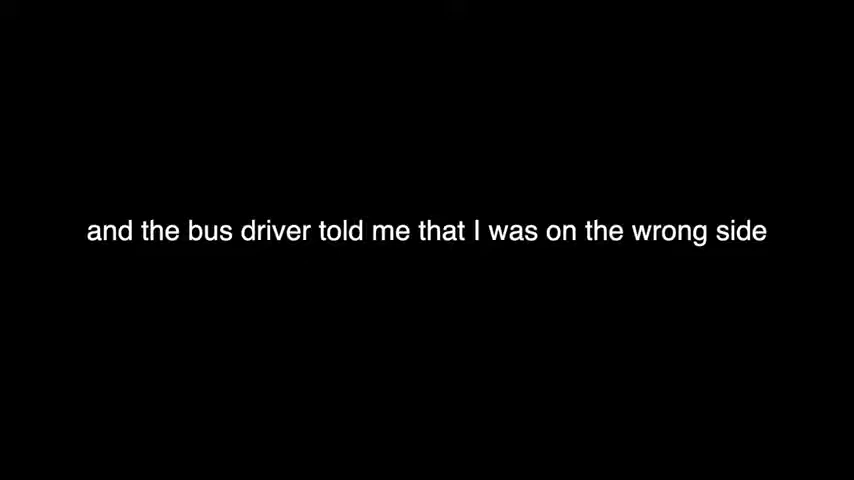 and the bus driver told me that I was on the wrong side